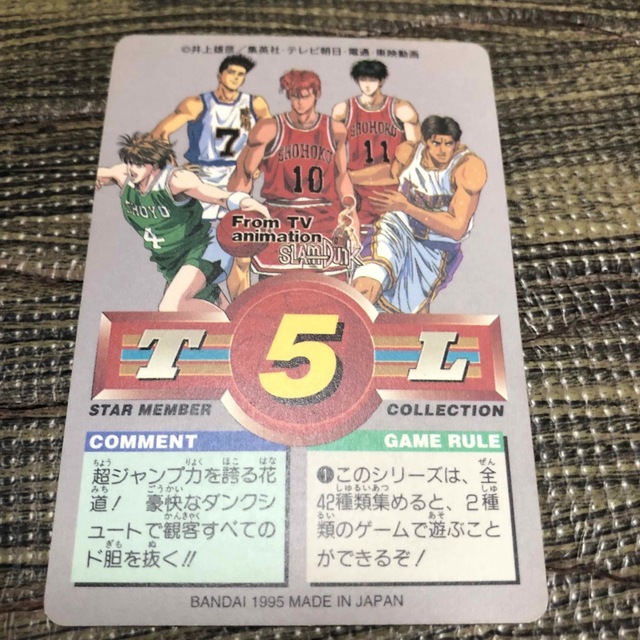 ©井上雄彦／集英社・テレビ朝日・電通・東映動画
7
SHOHOKU
10
SHOHOKU
11
SHOYO
4
From TV
animation
SLAM DUNK
T 5 L
STAR MEMBER COLLECTION
COMMENT
超ジャンプ力を誇る花
道！ 豪快なダンクシ
ュートで観客すべての
ド胆を抜く!!
GAME RULE
❶このシリーズは、全
42種類集めると、2種
類のゲームで遊ぶこと
ができるぞ！
BANDAI 1995 MADE IN JAPAN